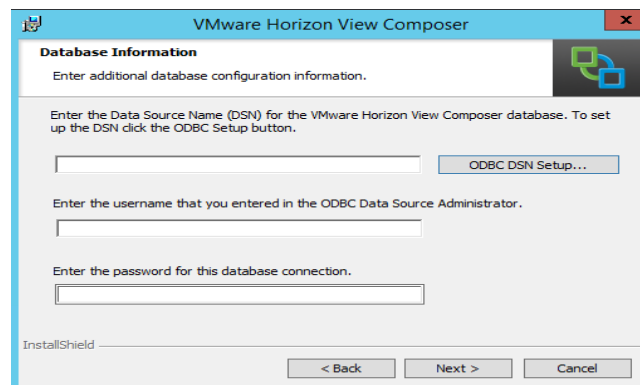 VMware Horizon View Composer
x
Database Information
Enter additional database configuration information.
Enter the Data Source Name (DSN) for the VMware Horizon View Composer database. To set
up the DSN click the ODBC Setup button.
ODBC DSN Setup...
Enter the username that you entered in the ODBC Data Source Administrator.
Enter the password for this database connection.
InstallShield
< Back
Next >
Cancel